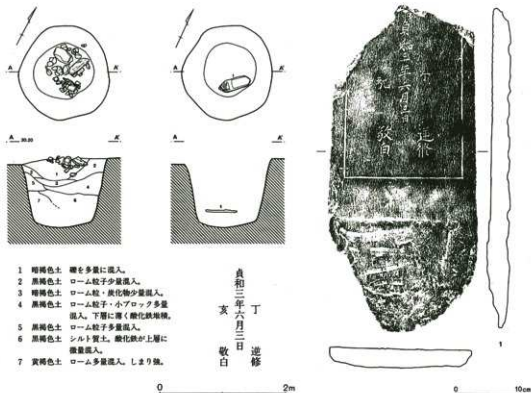 A A' A A'
A 20.20 A' A A'
1 暗褐色土 礫を多量に混入。
2 黒褐色土 ローム粒子少量混入。
3 暗褐色土 ローム粒・炭化物少量混入。
4 黒褐色土 ローム粒子・小ブロック多量
混入。下層に薄く酸化鉄堆積。
5 黒褐色土 ローム粒子多量混入。
6 黒褐色土 シルト質土。酸化鉄が上層に
微量混入。
7 黄褐色土 ローム多量混入。しまり強。
丁 逆修
貞和三年六月三日
亥 敬白
0 2m
1
0 10cm